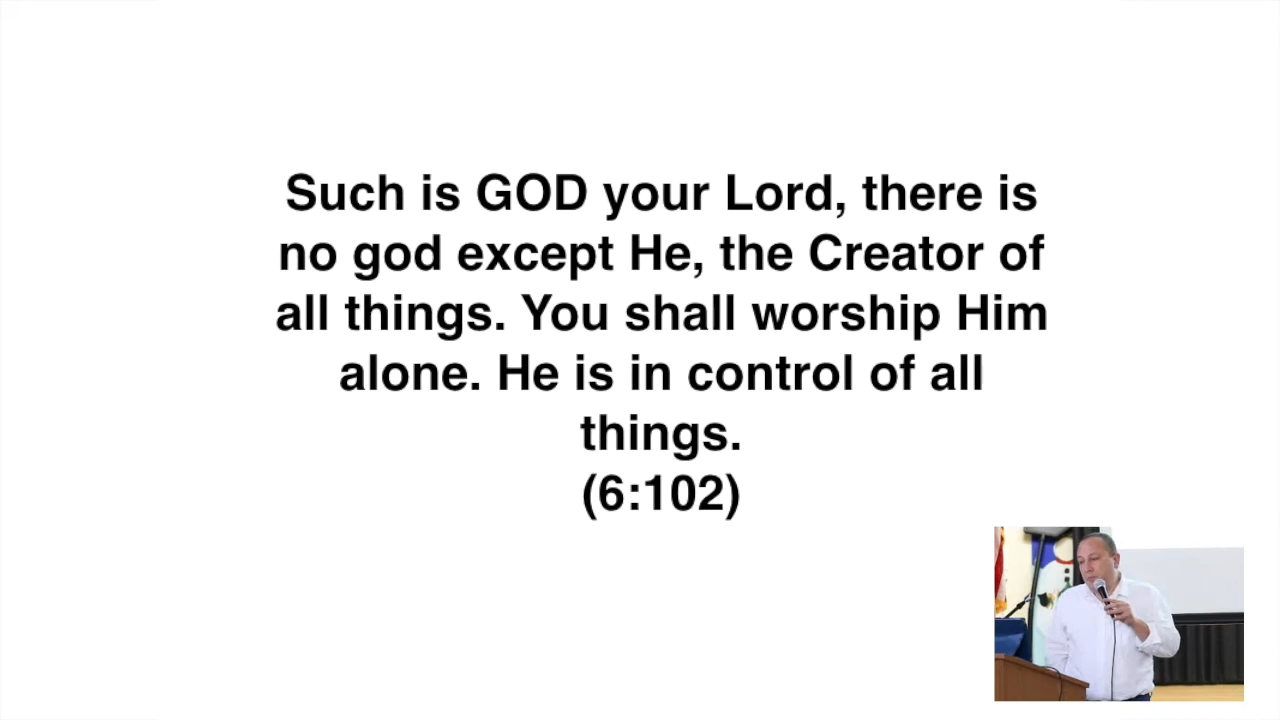 Such is GOD your Lord, there is
no god except He, the Creator of
all things. You shall worship Him
alone. He is in control of all
things.
(6:102)